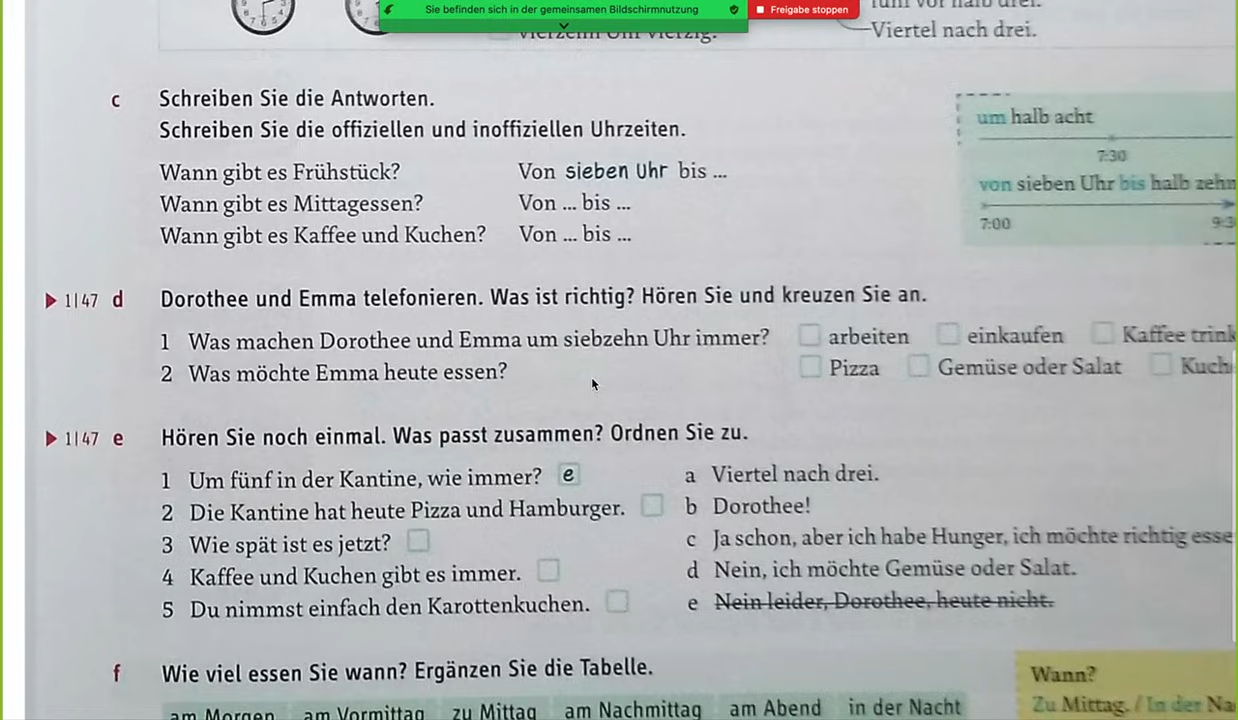 Sie befinden sich in der gemeinsamen Bildschirmnutzung
Freigabe stoppen
Viertel nach drei.
c Schreiben Sie die Antworten.
Schreiben Sie die offiziellen und inoffiziellen Uhrzeiten.
Wann gibt es Frühstück? Von sieben Uhr bis ...
Wann gibt es Mittagessen? Von ... bis ...
Wann gibt es Kaffee und Kuchen? Von ... bis ...
um halb acht
7:30
von sieben Uhr bis halb zehn
7:00 9:3
1|47 d Dorothee und Emma telefonieren. Was ist richtig? Hören Sie und kreuzen Sie an.
1 Was machen Dorothee und Emma um siebzehn Uhr immer? arbeiten einkaufen Kaffee trink
2 Was möchte Emma heute essen? Pizza Gemüse oder Salat Kuch
1|47 e Hören Sie noch einmal. Was passt zusammen? Ordnen Sie zu.
1 Um fünf in der Kantine, wie immer? e
2 Die Kantine hat heute Pizza und Hamburger.
3 Wie spät ist es jetzt?
4 Kaffee und Kuchen gibt es immer.
5 Du nimmst einfach den Karottenkuchen.
a Viertel nach drei.
b Dorothee!
c Ja schon, aber ich habe Hunger, ich möchte richtig esse
d Nein, ich möchte Gemüse oder Salat.
e Nein leider, Dorothee, heute nicht.
f Wie viel essen Sie wann? Ergänzen Sie die Tabelle.
am Morgen am Vormittag zu Mittag am Nachmittag am Abend in der Nacht
Wann?
Zu Mittag. / In der Na